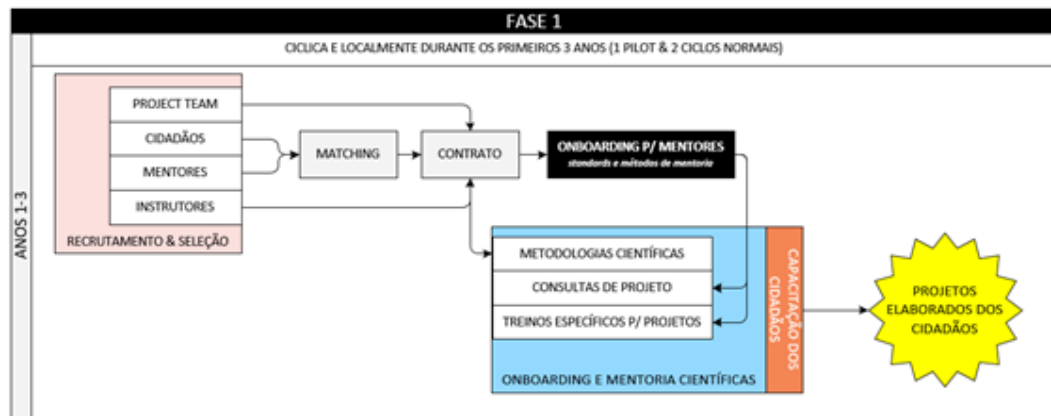 FASE 1
CICLICA E LOCALMENTE DURANTE OS PRIMEIROS 3 ANOS (1 PILOT & 2 CICLOS NORMAIS)
ANOS 1-3
PROJECT TEAM
CIDADÃOS
MENTORES
INSTRUTORES
RECRUTAMENTO & SELEÇÃO
MATCHING
CONTRATO
ONBOARDING P/ MENTORES
standards e métodos de mentoria
METODOLOGIAS CIENTÍFICAS
CONSULTAS DE PROJETO
TREINOS ESPECÍFICOS P/ PROJETOS
ONBOARDING E MENTORIA CIENTÍFICAS
CAPACITAÇÃO DOS
CIDADÃOS
PROJETOS
ELABORADOS DOS
CIDADÃOS